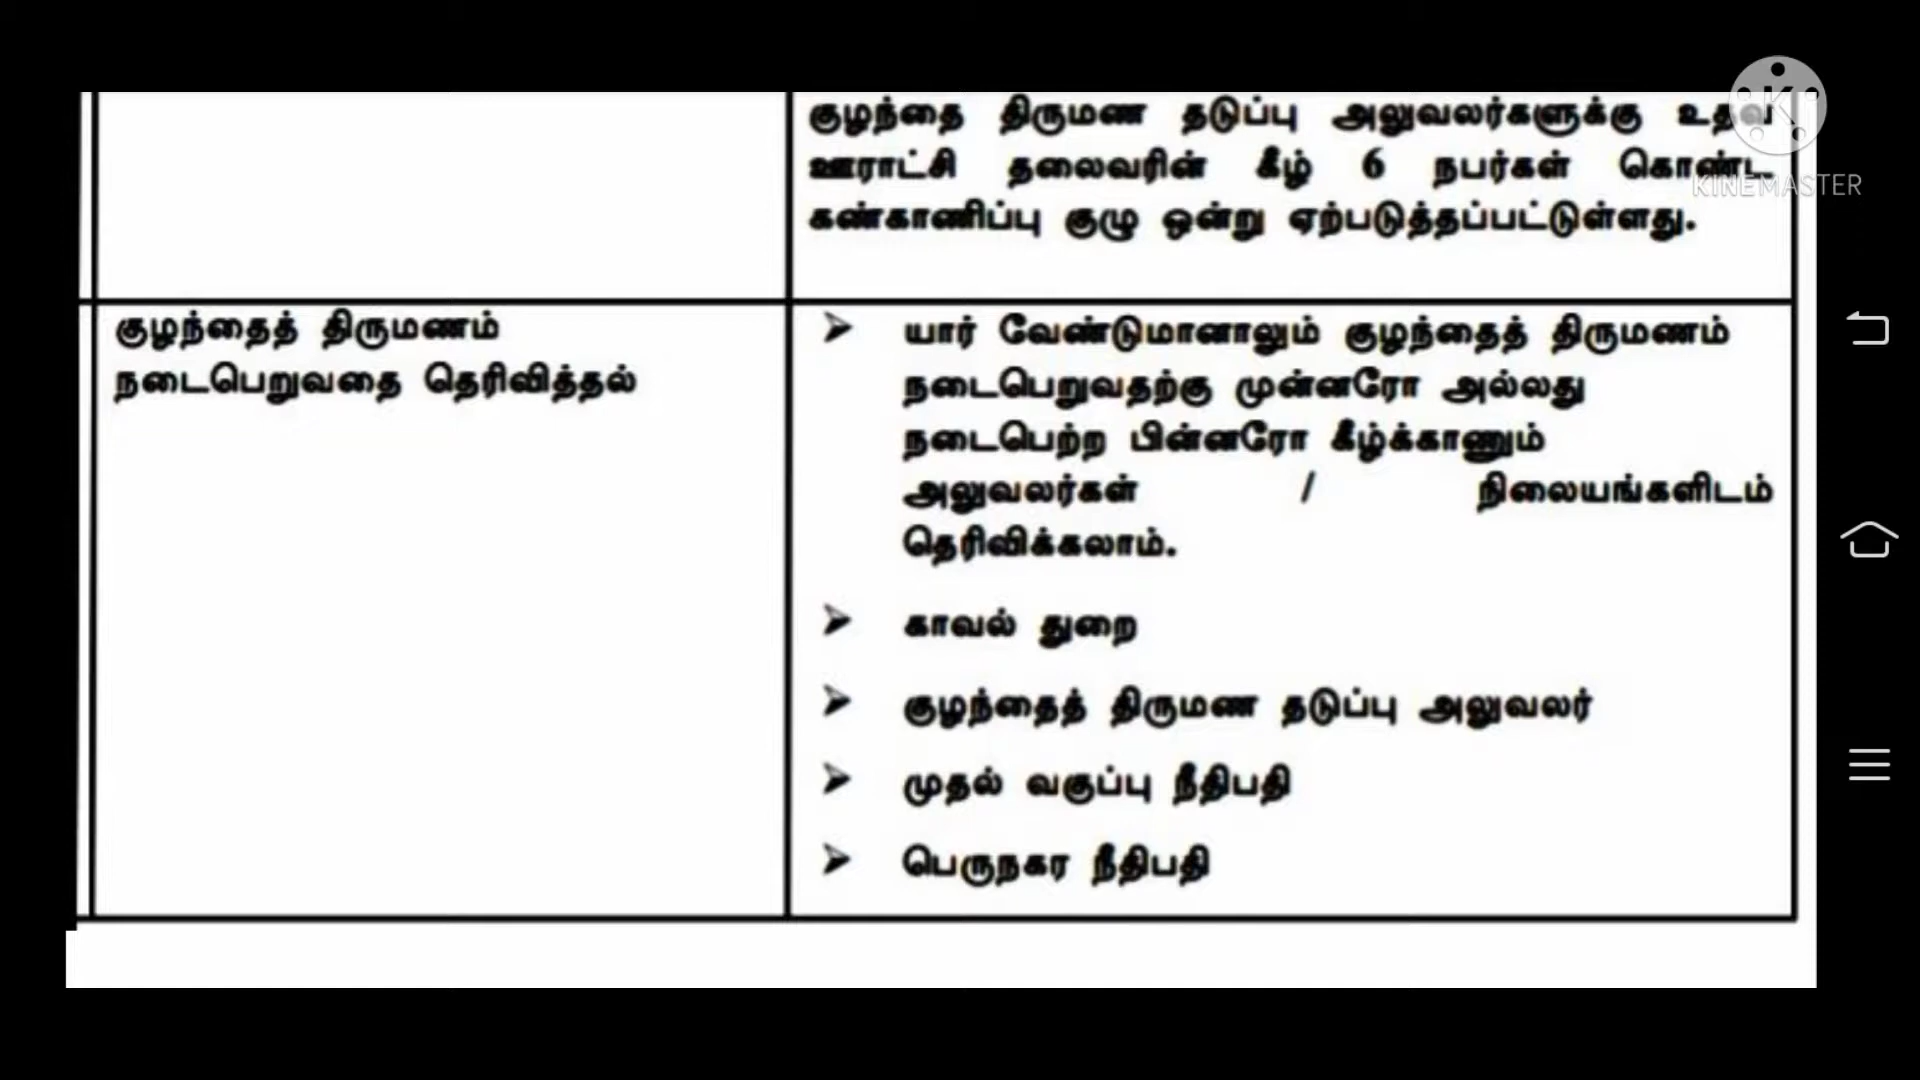 குழந்தை திருமண தடுப்பு அலுவலர்களுக்கு உதவ
ஊராட்சி தலைவரின் கீழ் 6 நபர்கள் கொண்ட
KINEMASTER
கண்காணிப்பு குழு ஒன்று ஏற்படுத்தப்பட்டுள்ளது.
குழந்தைத் திருமணம்
நடைபெறுவதை தெரிவித்தல்
➤ யார் வேண்டுமானாலும் குழந்தைத் திருமணம்
நடைபெறுவதற்கு முன்னரோ அல்லது
நடைபெற்ற பின்னரோ கீழ்க்காணும்
அலுவலர்கள் / நிலையங்களிடம்
தெரிவிக்கலாம்.
➤ காவல் துறை
➤ குழந்தைத் திருமண தடுப்பு அலுவலர்
➤ முதல் வகுப்பு நீதிபதி
➤ பெருநகர நீதிபதி